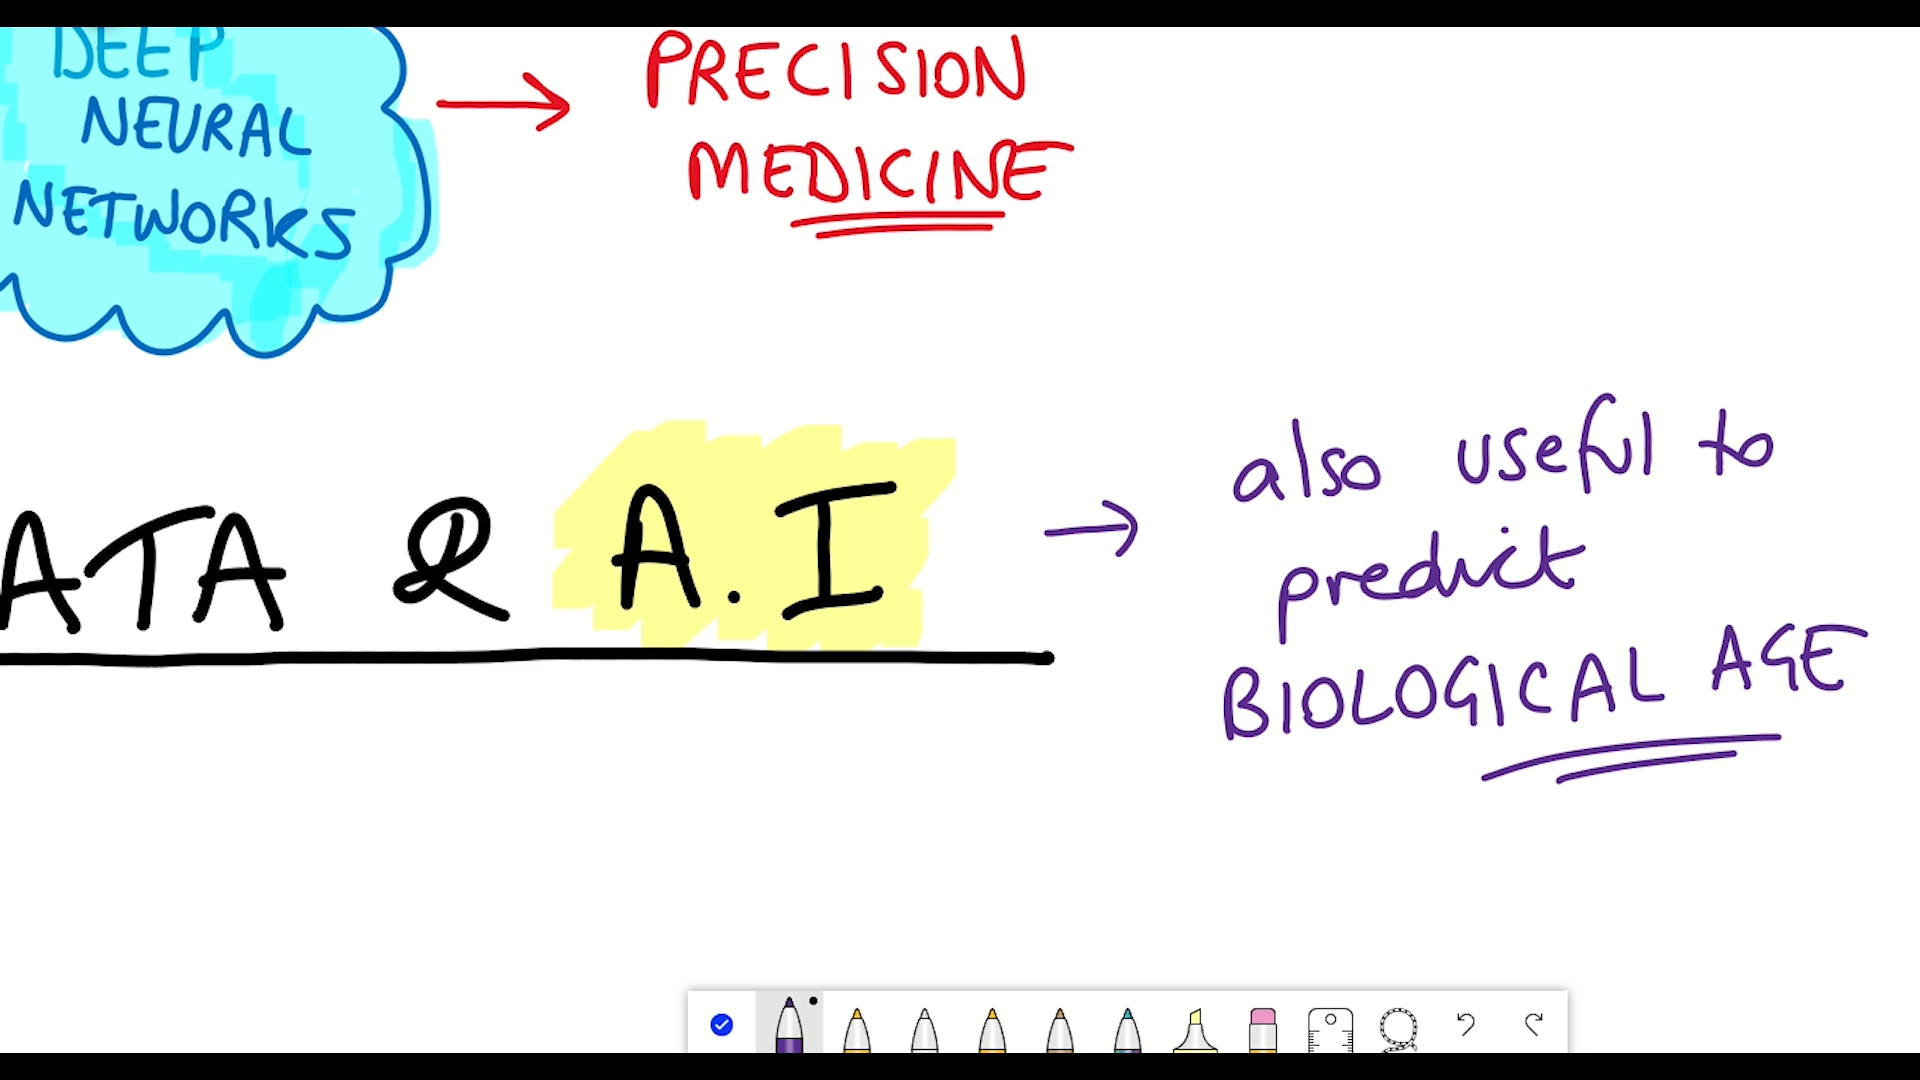 DEEP
NEURAL
NETWORKS
PRECISION
MEDICINE
ATA & A.I
also useful to
predict
BIOLOGICAL AGE